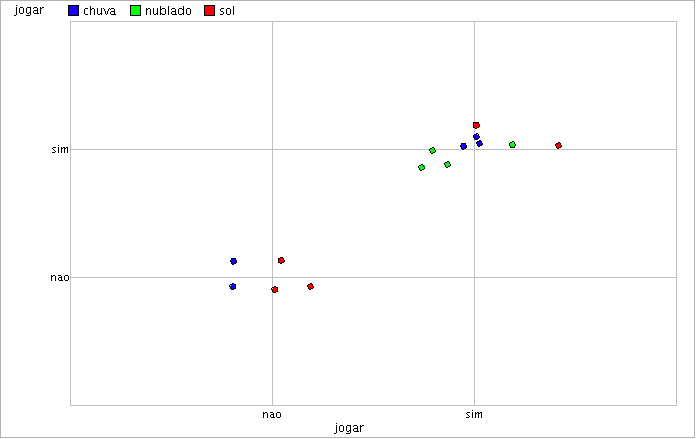 jogar chuva nublado sol
sim
nao
nao sim
jogar